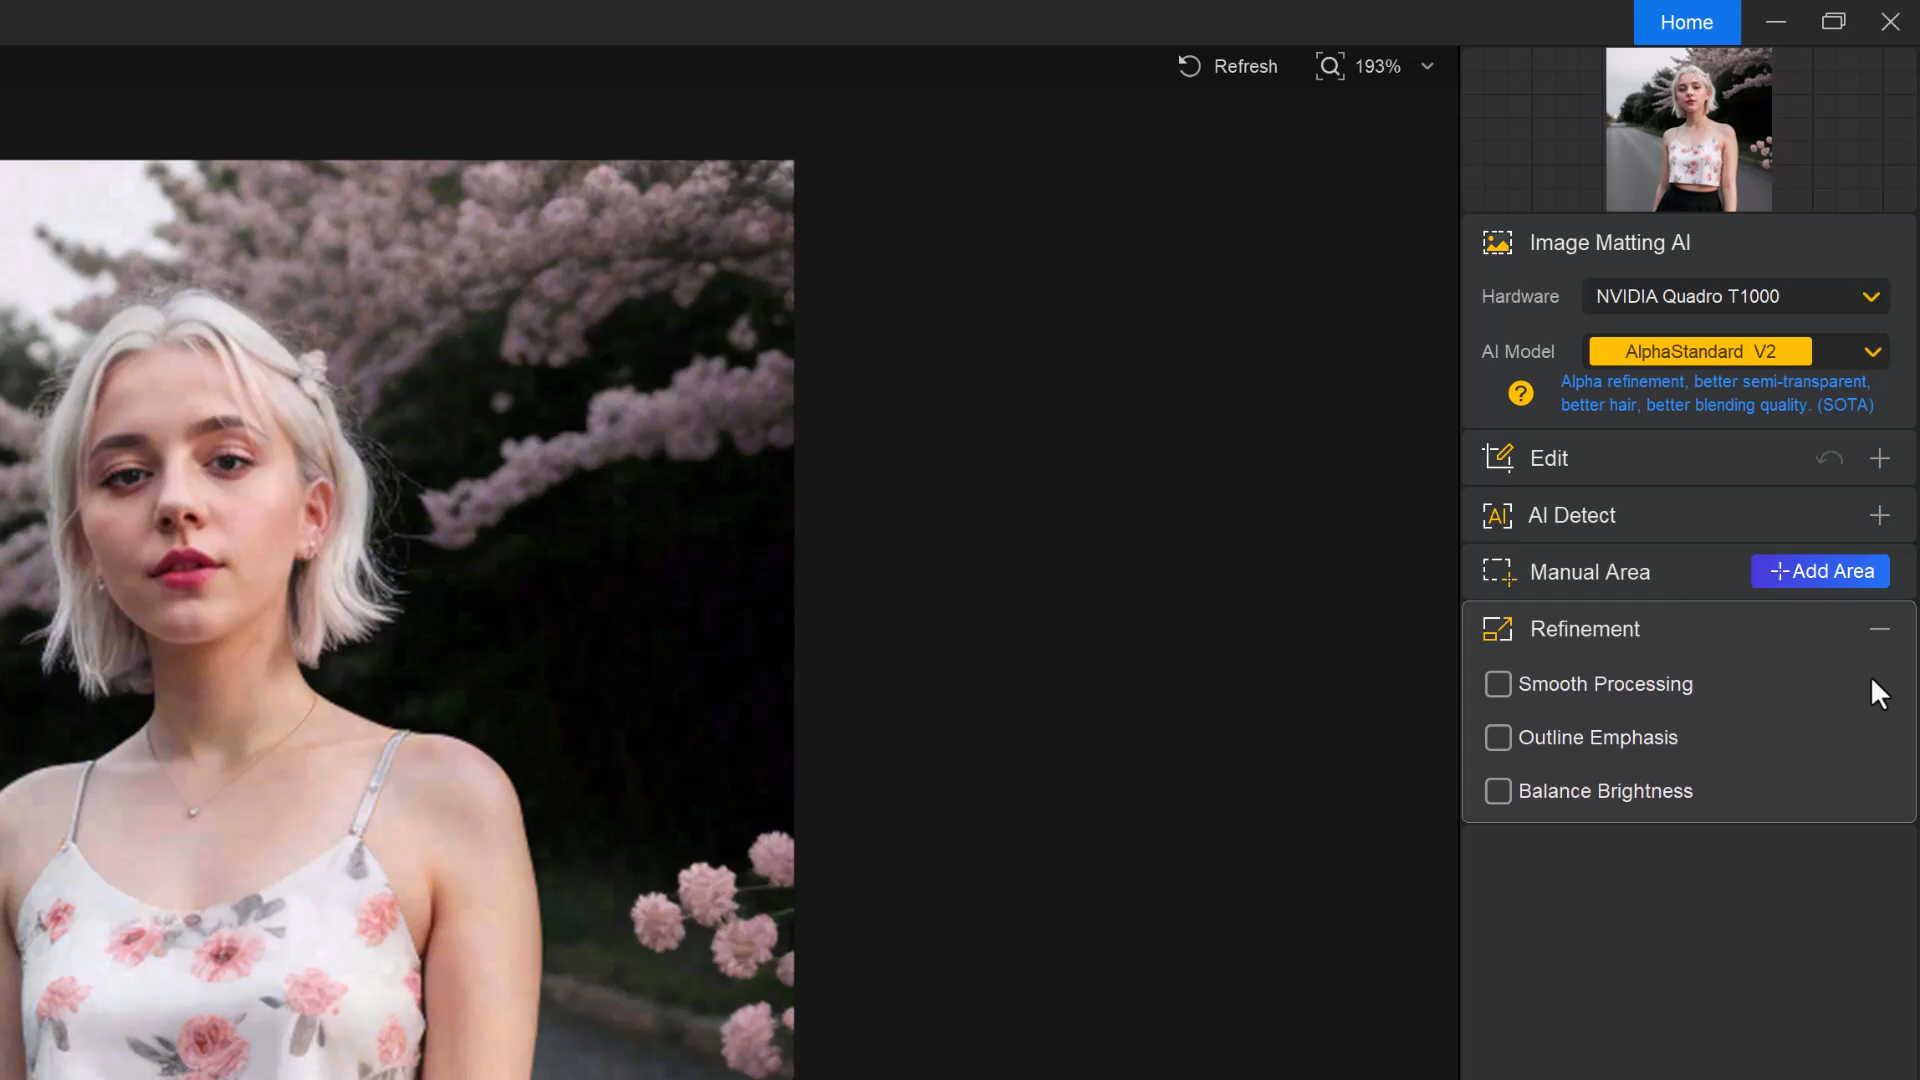 Home
Refresh
193%
Image Matting AI
Hardware
NVIDIA Quadro T1000
AI Model
AlphaStandard V2
?
Alpha refinement, better semi-transparent,
better hair, better blending quality. (SOTA)
Edit
AI
AI Detect
Manual Area
Add Area
Refinement
Smooth Processing
Outline Emphasis
Balance Brightness